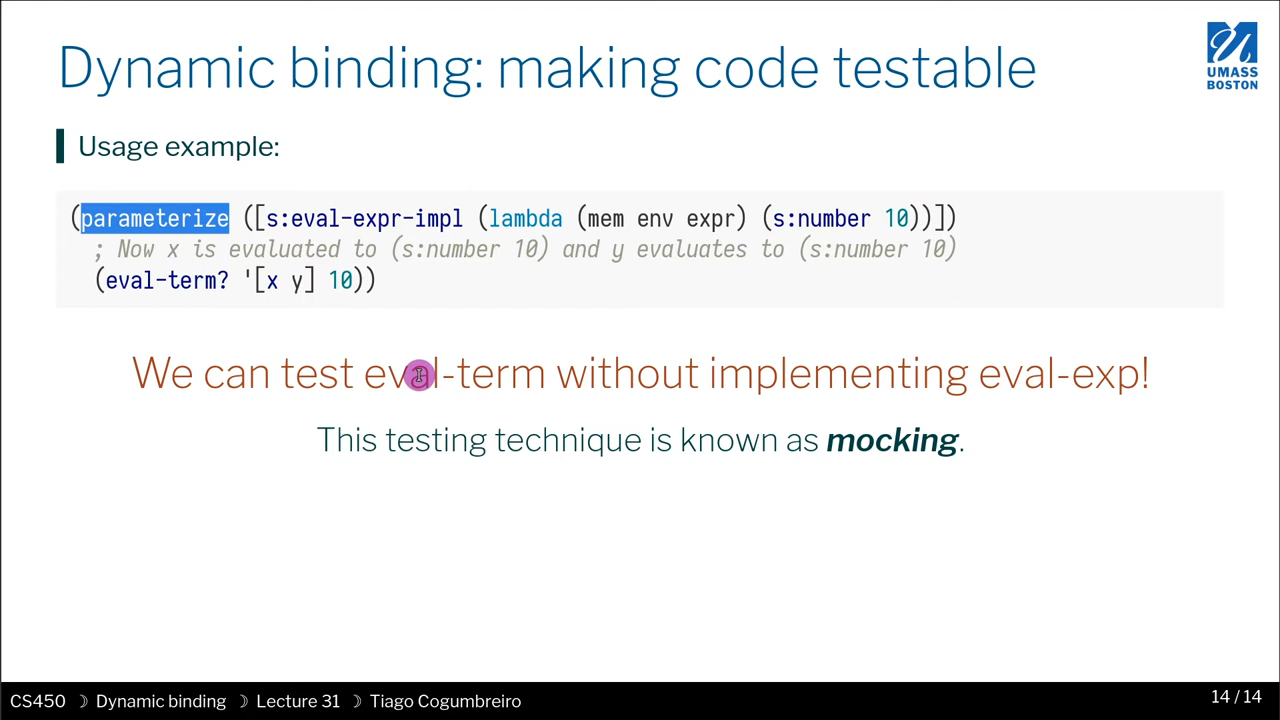 Dynamic binding: making code testable
UMASS
BOSTON
Usage example:
(parameterize ([s:eval-expr-impl (lambda (mem env expr) (s:number 10))])
; Now x is evaluated to (s:number 10) and y evaluates to (s:number 10)
(eval-term? '[x y] 10))
We can test eval-term without implementing eval-exp!
This testing technique is known as mocking.
CS450 ☽ Dynamic binding ☽ Lecture 31 ☽ Tiago Cogumbreiro
14 / 14